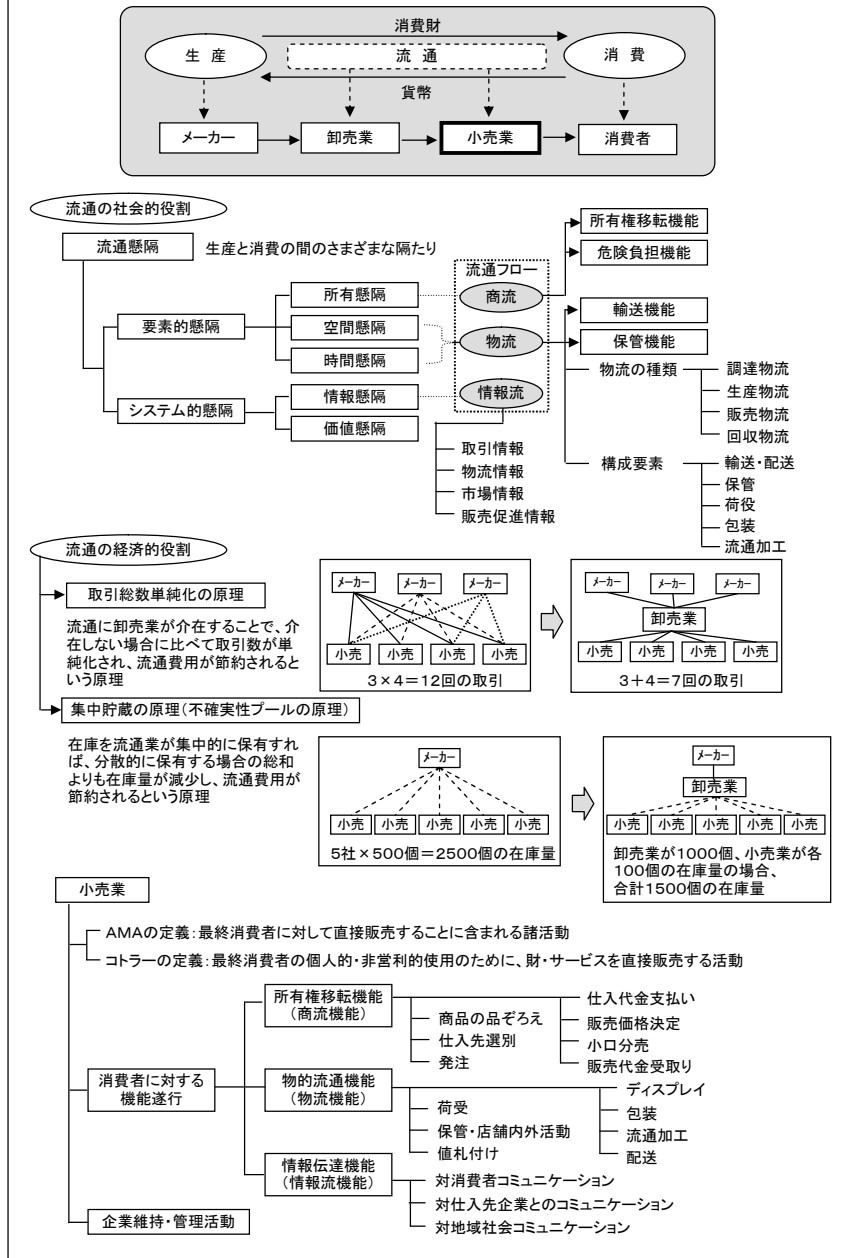 消費財
生 産
流 通
消 費
貨幣
メーカー
卸売業
小売業
消費者
流通の社会的役割
流通懸隔
生産と消費の間のさまざまな隔たり
要素的懸隔
所有懸隔
空間懸隔
時間懸隔
システム的懸隔
情報懸隔
価値懸隔
流通フロー
商流
物流
情報流
取引情報
物流情報
市場情報
販売促進情報
所有権移転機能
危険負担機能
輸送機能
保管機能
物流の種類
調達物流
生産物流
販売物流
回収物流
構成要素
輸送・配送
保管
荷役
包装
流通加工
流通の経済的役割
取引総数単純化の原理
流通に卸売業が介在することで、介
在しない場合に比べて取引数が単
純化され、流通費用が節約されると
いう原理
メーカー メーカー メーカー
小売 小売 小売 小売
3×4=12回の取引
メーカー メーカー メーカー
卸売業
小売 小売 小売 小売
3+4=7回の取引
集中貯蔵の原理(不確実性プールの原理)
在庫を流通業が集中的に保有すれ
ば、分散的に保有する場合の総和
よりも在庫量が減少し、流通費用が
節約されるという原理
メーカー
小売 小売 小売 小売 小売
5社×500個=2500個の在庫量
メーカー
卸売業
小売 小売 小売 小売 小売
卸売業が1000個、小売業が各
100個の在庫量の場合、
合計1500個の在庫量
小売業
AMAの定義:最終消費者に対して直接販売することに含まれる諸活動
コトラーの定義:最終消費者の個人的・非営利的使用のために、財・サービスを直接販売する活動
消費者に対する
機能遂行
所有権移転機能
(商流機能)
商品の品ぞろえ
仕入先選別
発注
仕入代金支払い
販売価格決定
小口分売
販売代金受取り
物的流通機能
(物流機能)
荷受
保管・店舗内外活動
値札付け
ディスプレイ
包装
流通加工
配送
情報伝達機能
(情報流機能)
対消費者コミュニケーション
対仕入先企業とのコミュニケーション
対地域社会コミュニケーション
企業維持・管理活動